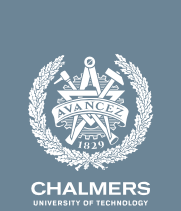 AVANCEZ
1829
CHALMERS
UNIVERSITY OF TECHNOLOGY